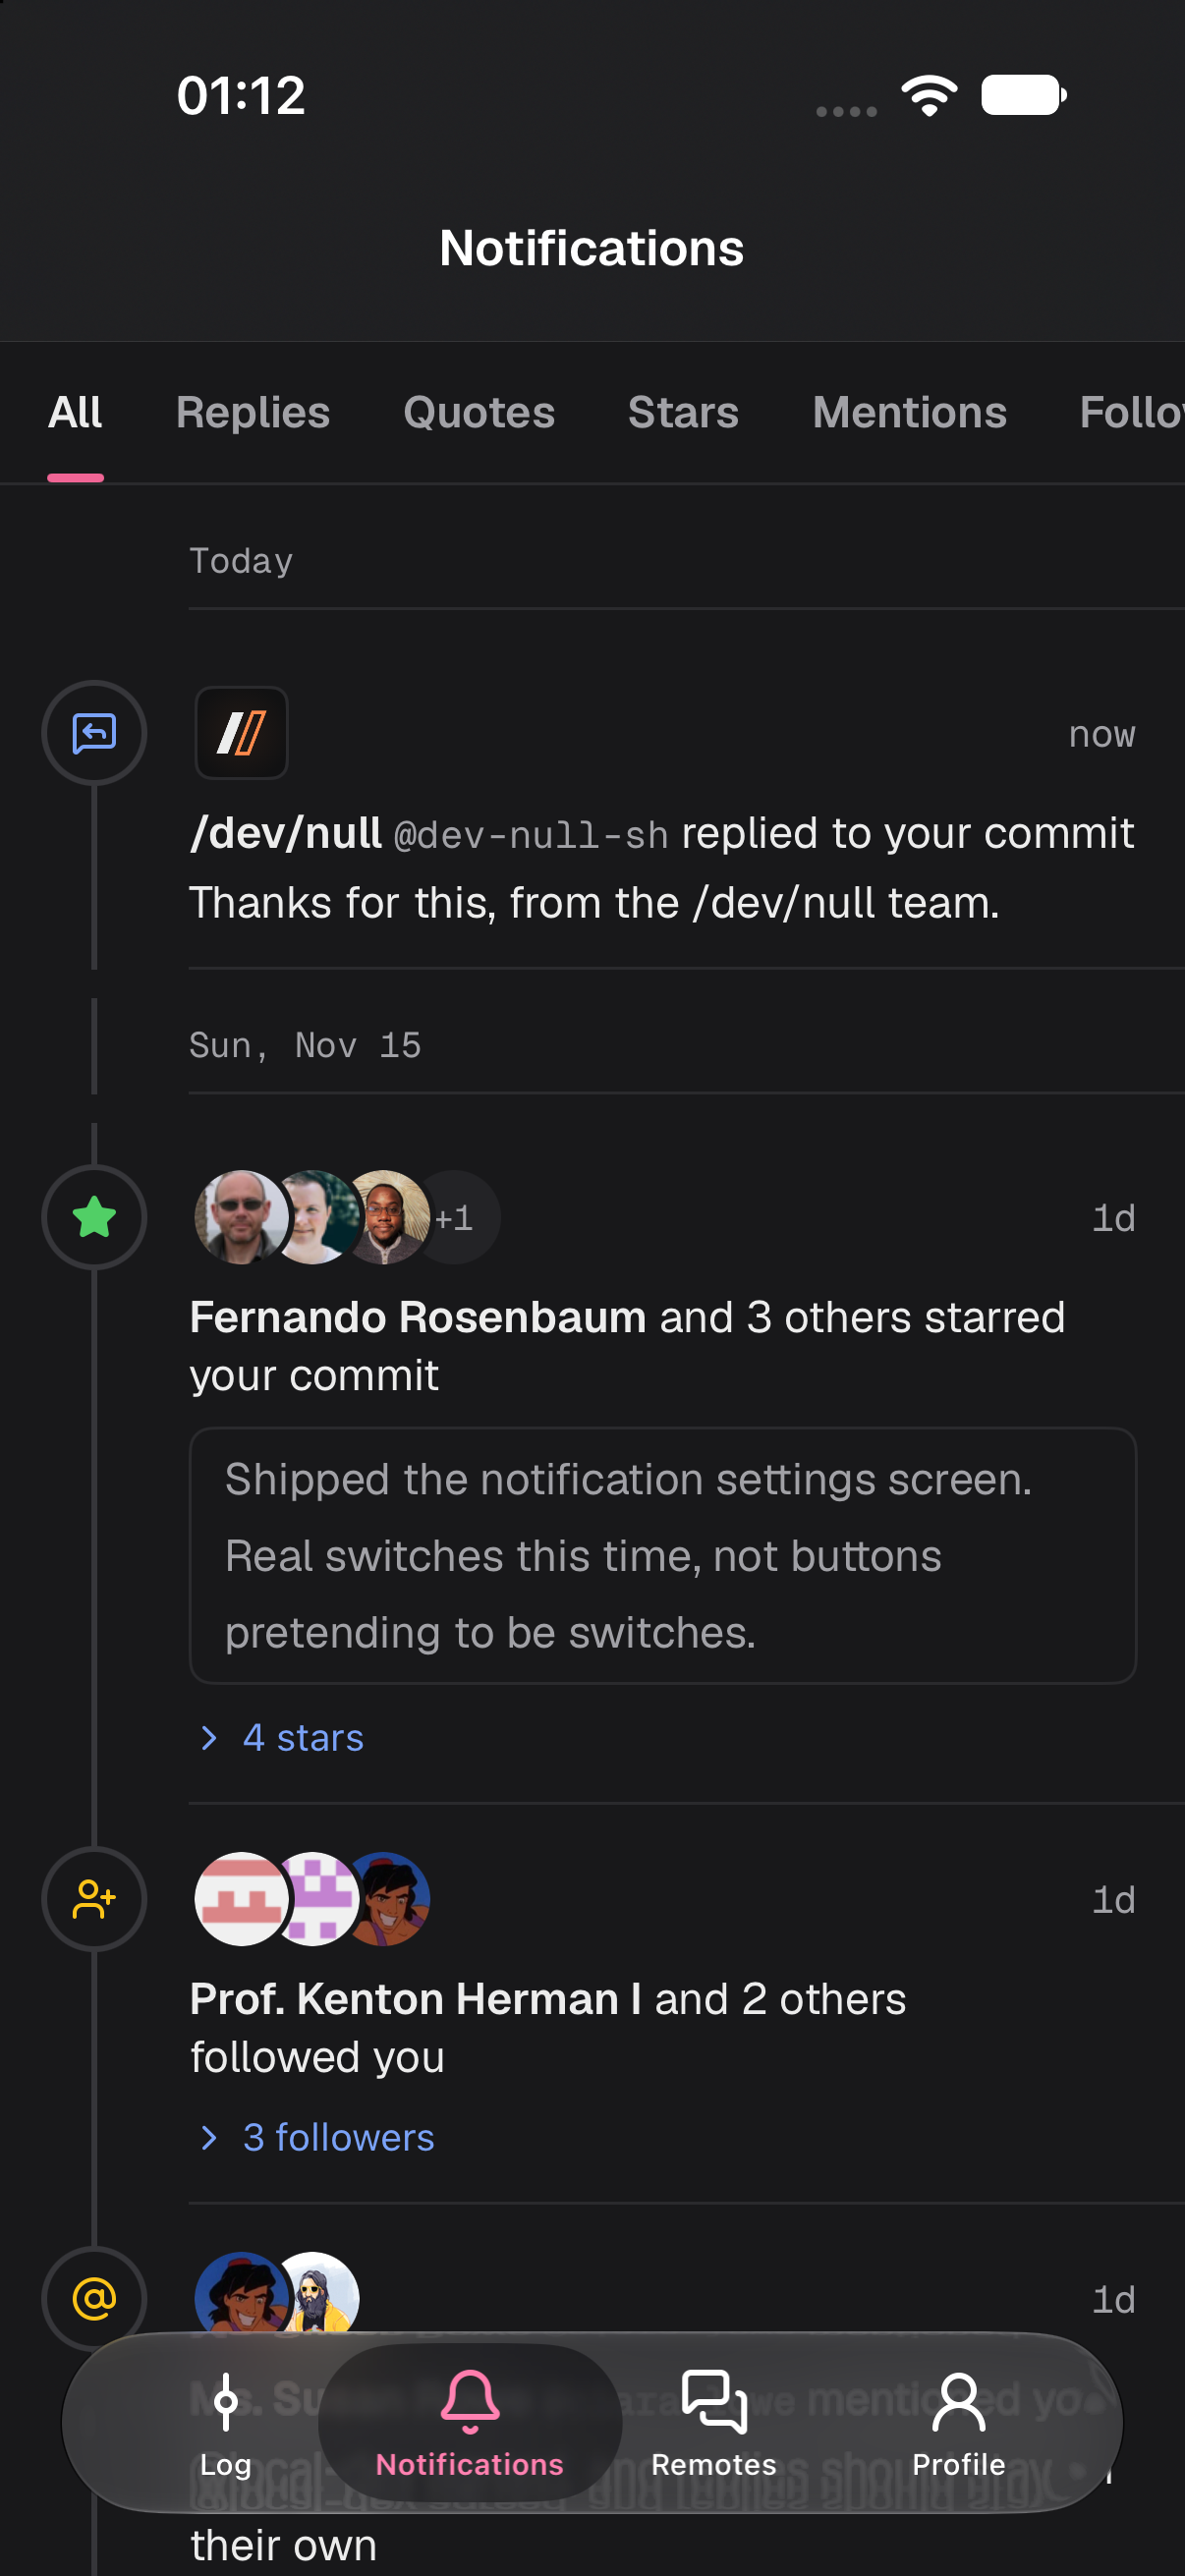 01:12
Notifications
All Replies Quotes Stars Mentions Follo
Today
now
/dev/null @dev-null-sh replied to your commit
Thanks for this, from the /dev/null team.
Sun, Nov 15
+1
1d
Fernando Rosenbaum and 3 others starred
your commit
Shipped the notification settings screen.
Real switches this time, not buttons
pretending to be switches.
4 stars
1d
Prof. Kenton Herman I and 2 others
followed you
3 followers
@
1d
mentioned
Log Notifications Remotes Profile
their own